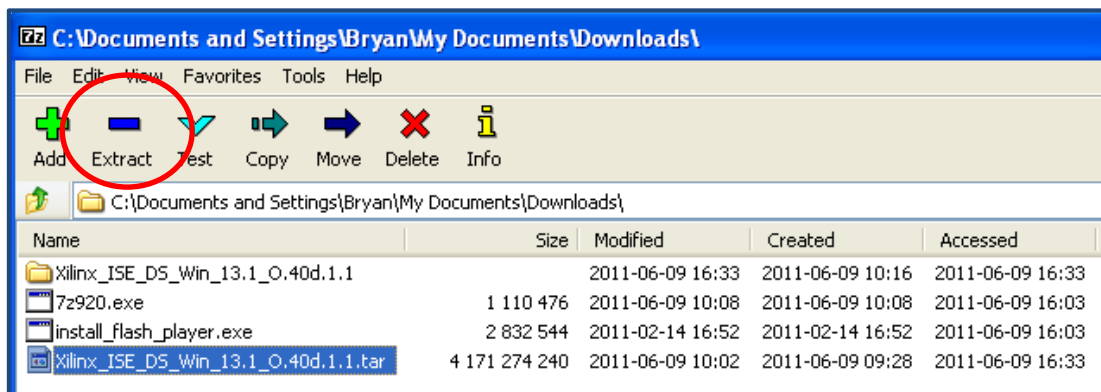 7z C:\Documents and Settings\Bryan\My Documents\Downloads\
File Edit View Favorites Tools Help
Add Extract Test Copy Move Delete Info
C:\Documents and Settings\Bryan\My Documents\Downloads\
Name Size Modified Created Accessed
Xilinx_ISE_DS_Win_13.1_O.40d.1.1 2011-06-09 16:33 2011-06-09 10:16 2011-06-09 16:33
7z920.exe 1 110 476 2011-06-09 10:08 2011-06-09 10:08 2011-06-09 16:03
install_flash_player.exe 2 832 544 2011-02-14 16:52 2011-02-14 16:52 2011-06-09 16:03
Xilinx_ISE_DS_Win_13.1_O.40d.1.1.tar 4 171 274 240 2011-06-09 10:02 2011-06-09 09:28 2011-06-09 16:33